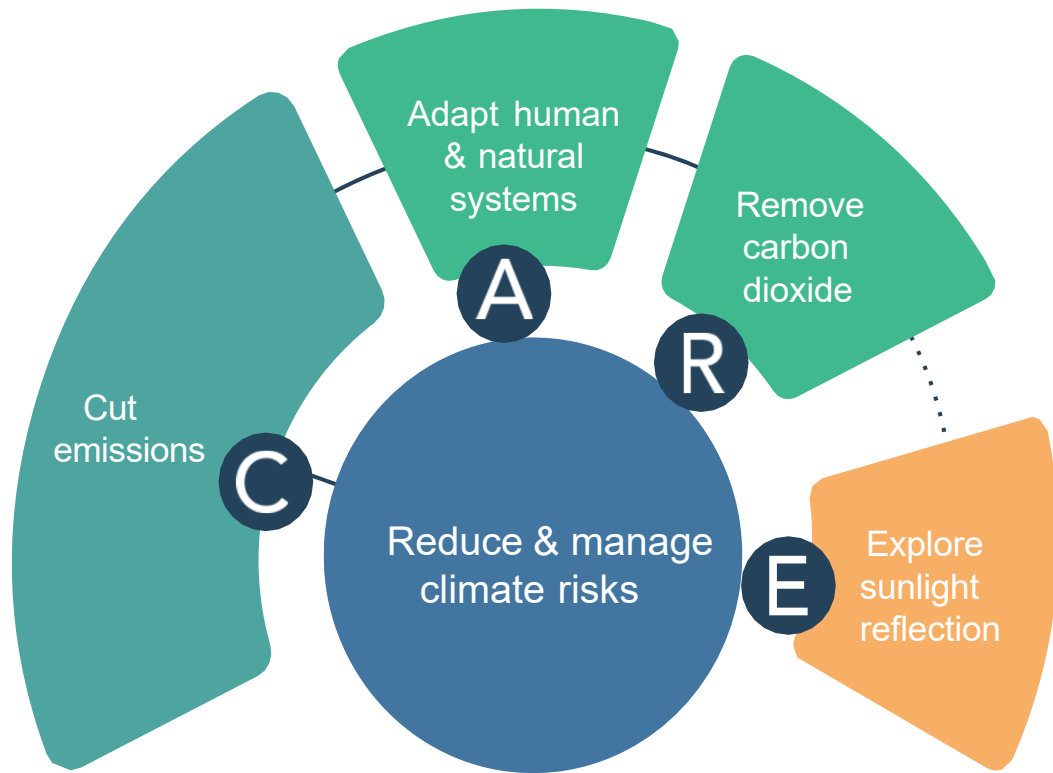 Cut
emissions
C
Adapt human
& natural
systems
A
Remove
carbon
dioxide
R
Explore
sunlight
reflection
E
Reduce & manage
climate risks